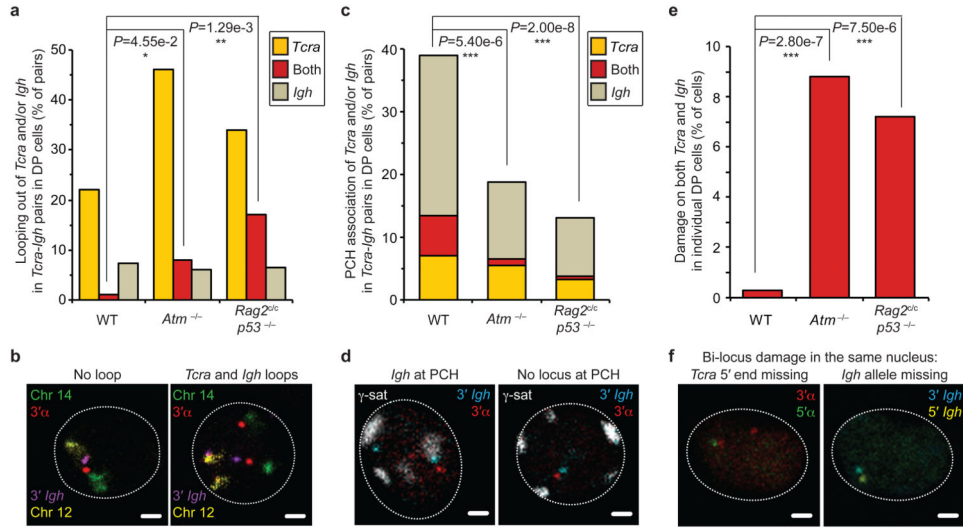 a
P=4.55e-2
*
P=1.29e-3
**
Tcra
Both
Igh
Looping out of Tcra and/or Igh
in Tcra-Igh pairs in DP cells (% of pairs)
50
45
40
35
30
25
20
15
10
5
0
WT
Atm –/–
Rag2c/c
p53 –/–
c
P=5.40e-6
***
P=2.00e-8
***
Tcra
Both
Igh
PCH association of Tcra and/or Igh
in Tcra-Igh pairs in DP cells (% of pairs)
40
30
20
10
0
WT
Atm –/–
Rag2c/c
p53 –/–
e
P=2.80e-7
***
P=7.50e-6
***
Damage on both Tcra and Igh
in individual DP cells (% of cells)
10
8
6
4
2
0
WT
Atm–/–
Rag2c/c
p53 –/–
b
No loop
Tcra and Igh loops
Chr 14
3′α
3′ Igh
Chr 12
Chr 14
3′α
3′ Igh
Chr 12
d
Igh at PCH
No locus at PCH
γ-sat
3′ Igh
3′α
γ-sat
3′ Igh
3′α
f
Bi-locus damage in the same nucleus:
Tcra 5′ end missing
Igh allele missing
3′α
5′α
3′ Igh
5′ Igh